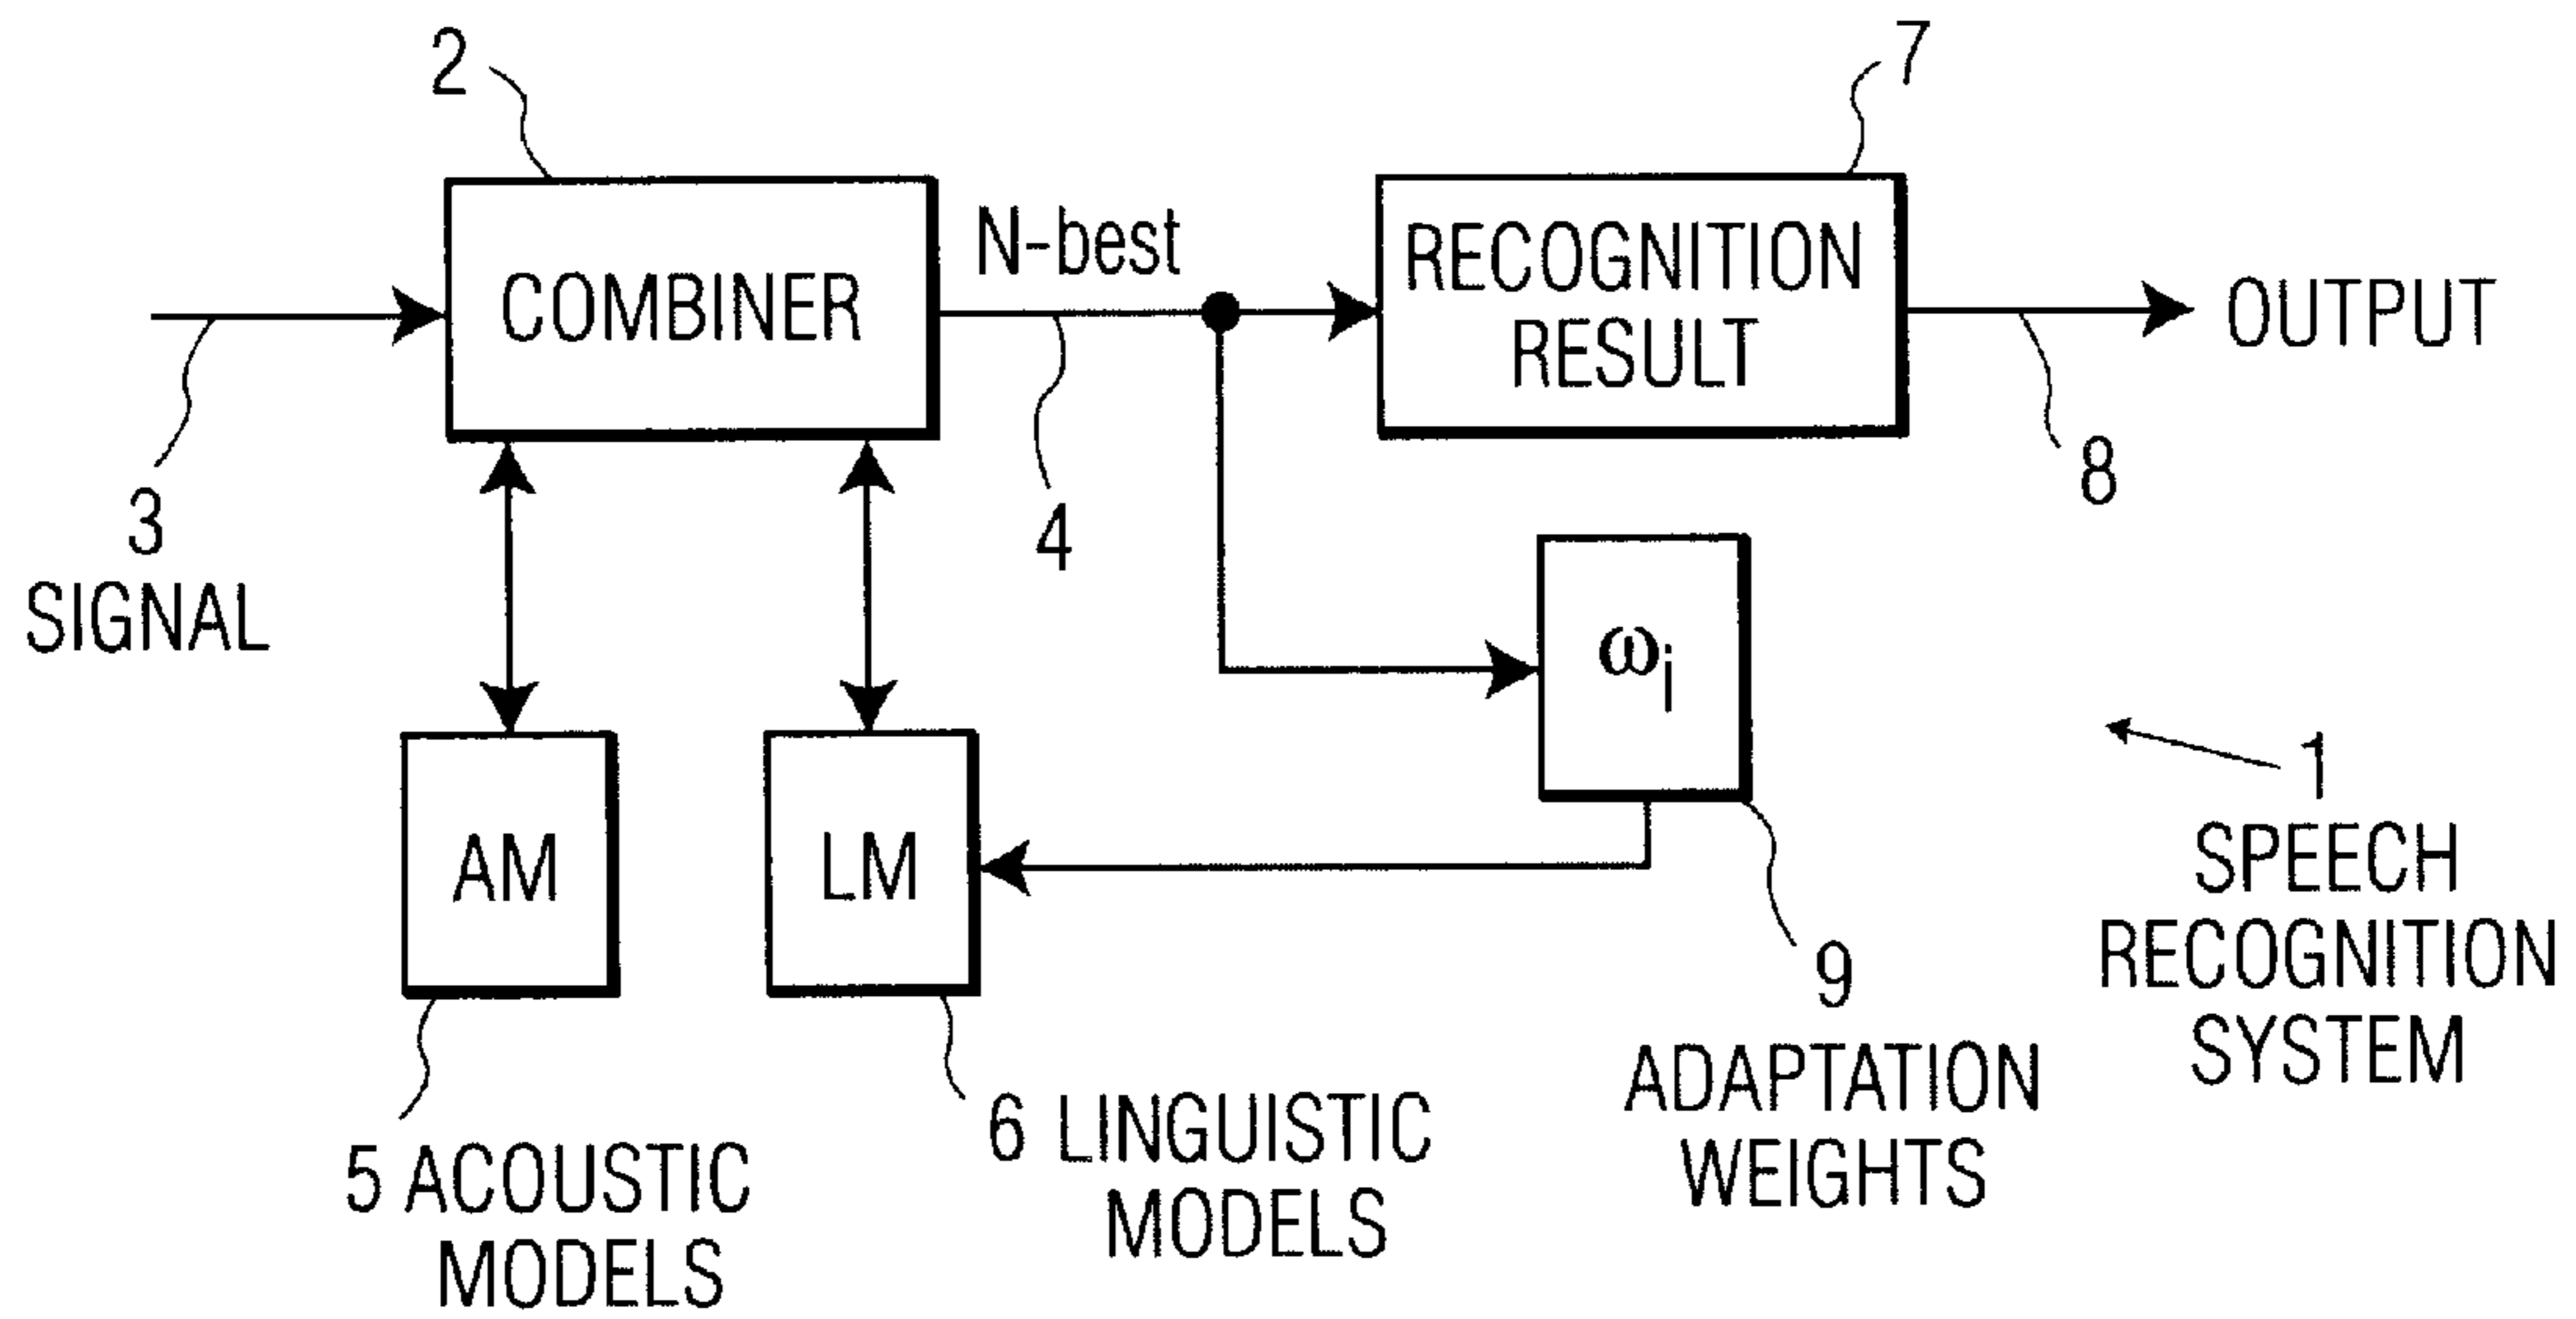 2
7
COMBINER
N-best
RECOGNITION
RESULT
OUTPUT
3
SIGNAL
4
8
ω i
AM
LM
1
SPEECH
RECOGNITION
SYSTEM
9
ADAPTATION
WEIGHTS
5 ACOUSTIC
MODELS
6 LINGUISTIC
MODELS